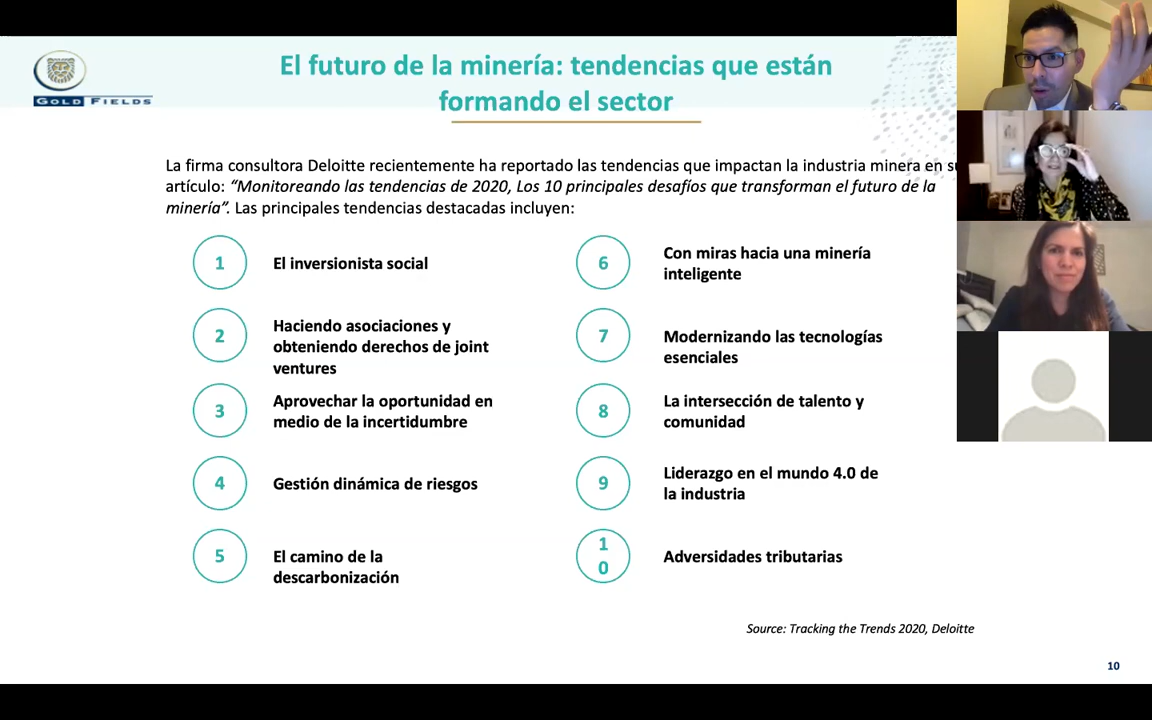 El futuro de la minería: tendencias que están
formando el sector
GOLD FIELDS
La firma consultora Deloitte recientemente ha reportado las tendencias que impactan la industria minera en su
artículo: “Monitoreando las tendencias de 2020, Los 10 principales desafíos que transforman el futuro de la
minería”. Las principales tendencias destacadas incluyen:
1
El inversionista social
2
Haciendo asociaciones y
obteniendo derechos de joint
ventures
3
Aprovechar la oportunidad en
medio de la incertidumbre
4
Gestión dinámica de riesgos
5
El camino de la
descarbonización
6
Con miras hacia una minería
inteligente
7
Modernizando las tecnologías
esenciales
8
La intersección de talento y
comunidad
9
Liderazgo en el mundo 4.0 de
la industria
1
0
Adversidades tributarias
Source: Tracking the Trends 2020, Deloitte
10